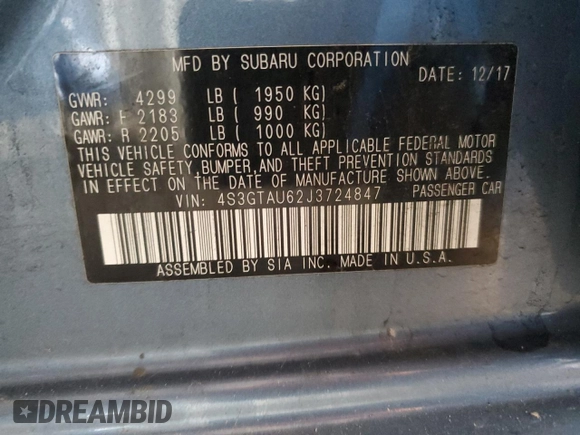 MFD BY SUBARU CORPORATION
DATE: 12/17
GVWR: 4299 LB ( 1950 KG)
GAWR: F 2183 LB ( 990 KG)
GAWR: R 2205 LB ( 1000 KG)
THIS VEHICLE CONFORMS TO ALL APPLICABLE FEDERAL MOTOR
VEHICLE SAFETY, BUMPER, AND THEFT PREVENTION STANDARDS
IN EFFECT ON THE DATE OF MANUFACTURE SHOWN ABOVE.
VIN: 4S3GTAU62J3724847 PASSENGER CAR
ASSEMBLED BY SIA INC. MADE IN U.S.A.
DREAMBID